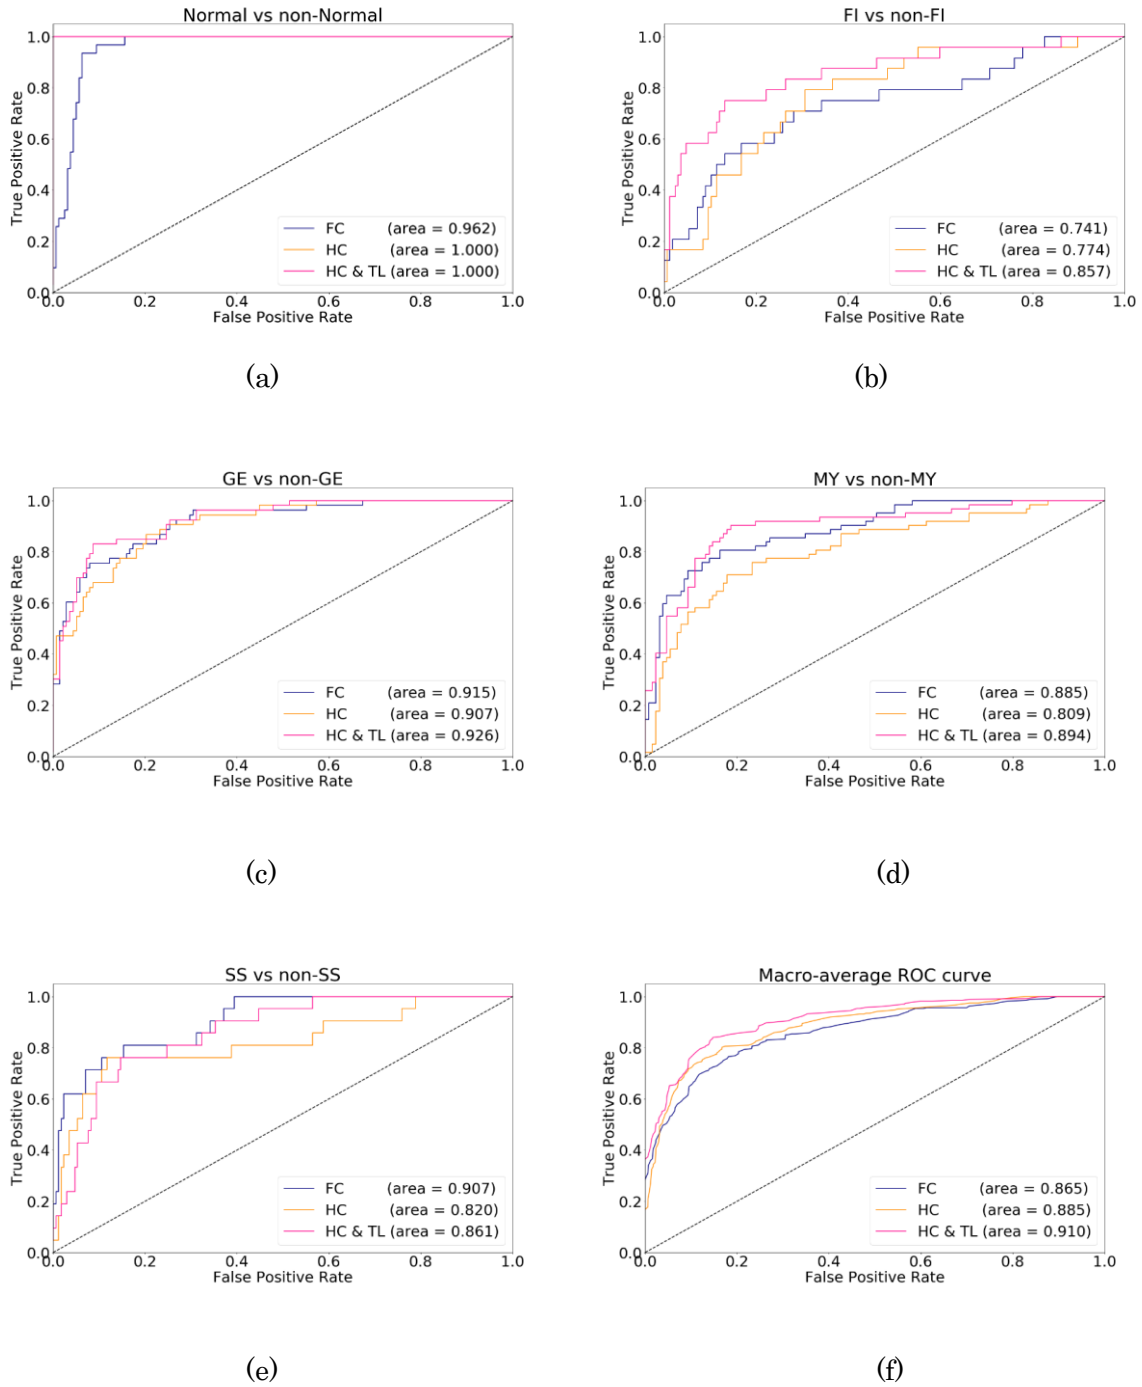 Normal vs non-Normal
1.0
0.8
0.6
0.4
0.2
0.0
True Positive Rate
FC (area = 0.962)
HC (area = 1.000)
HC & TL (area = 1.000)
0.0 0.2 0.4 0.6 0.8 1.0
False Positive Rate
(a)
FI vs non-FI
1.0
0.8
0.6
0.4
0.2
0.0
True Positive Rate
FC (area = 0.741)
HC (area = 0.774)
HC & TL (area = 0.857)
0.0 0.2 0.4 0.6 0.8 1.0
False Positive Rate
(b)
GE vs non-GE
1.0
0.8
0.6
0.4
0.2
0.0
True Positive Rate
FC (area = 0.915)
HC (area = 0.907)
HC & TL (area = 0.926)
0.0 0.2 0.4 0.6 0.8 1.0
False Positive Rate
(c)
MY vs non-MY
1.0
0.8
0.6
0.4
0.2
0.0
True Positive Rate
FC (area = 0.885)
HC (area = 0.809)
HC & TL (area = 0.894)
0.0 0.2 0.4 0.6 0.8 1.0
False Positive Rate
(d)
SS vs non-SS
1.0
0.8
0.6
0.4
0.2
0.0
True Positive Rate
FC (area = 0.907)
HC (area = 0.820)
HC & TL (area = 0.861)
0.0 0.2 0.4 0.6 0.8 1.0
False Positive Rate
(e)
Macro-average ROC curve
1.0
0.8
0.6
0.4
0.2
0.0
True Positive Rate
FC (area = 0.865)
HC (area = 0.885)
HC & TL (area = 0.910)
0.0 0.2 0.4 0.6 0.8 1.0
False Positive Rate
(f)